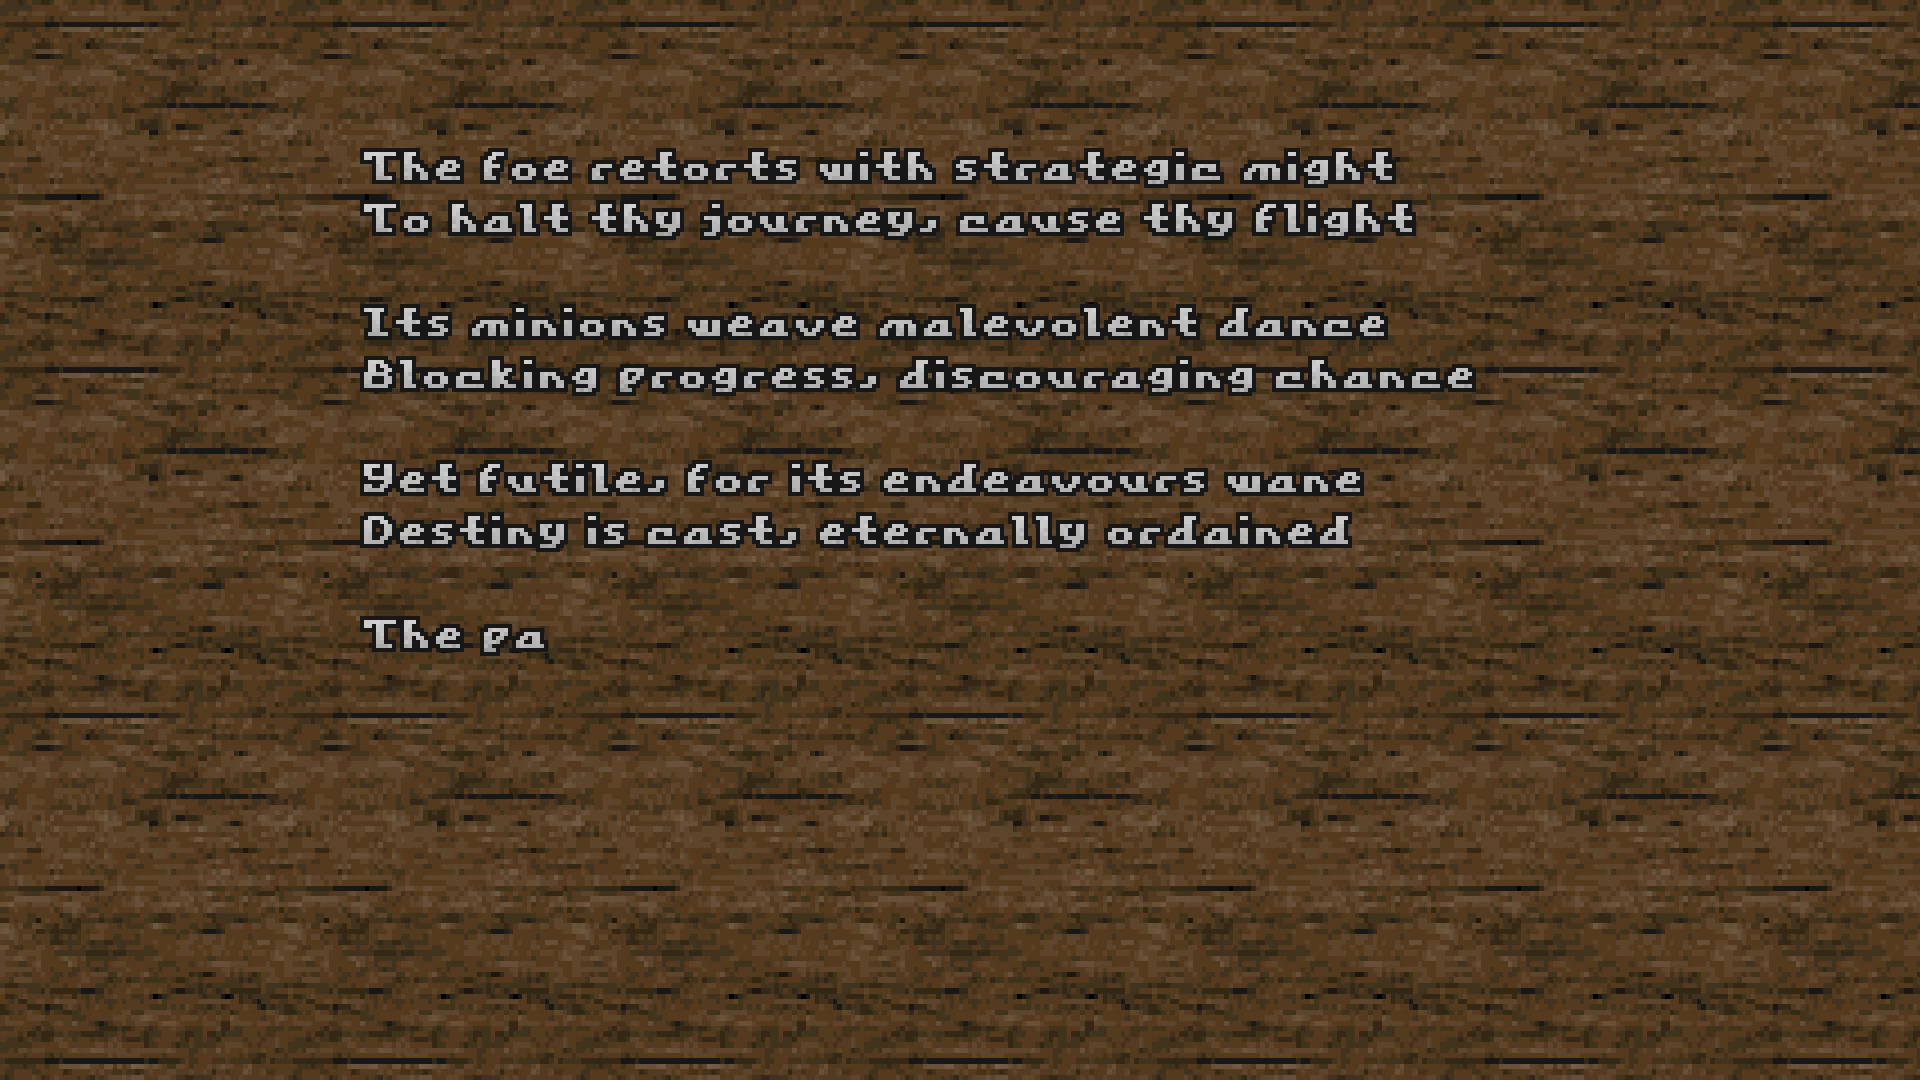 The foe retorts with strategic might
To halt thy journey, cause thy flight
Its minions weave malevolent dance
Blocking progress, discouraging chance
Yet futile, for its endeavours wane
Destiny is cast, eternally ordained
The pa